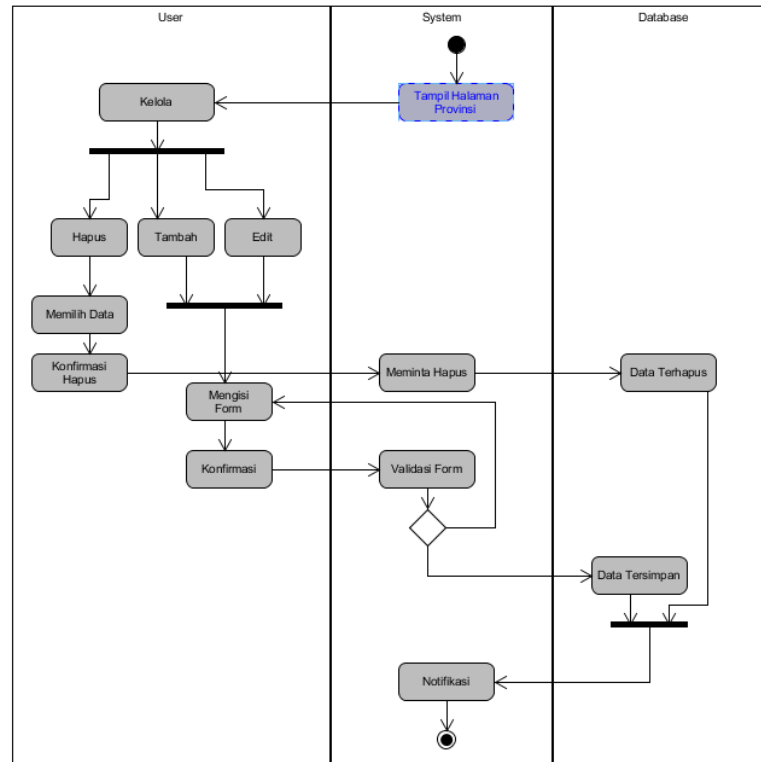 User
System
Database
Tampil Halaman
Provinsi
Kelola
Hapus
Tambah
Edit
Memilih Data
Konfirmasi
Hapus
Meminta Hapus
Data Terhapus
Mengisi
Form
Konfirmasi
Validasi Form
Data Tersimpan
Notifikasi